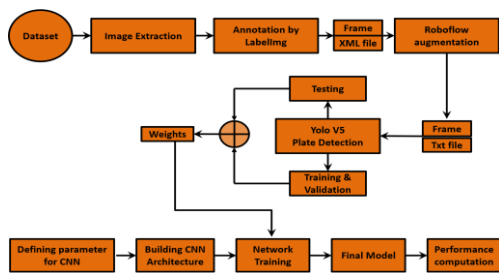 Dataset
Image Extraction
Annotation by
LabelImg
Frame
XML file
Roboflow
augmentation
Testing
Weights
Yolo V5
Plate Detection
Frame
Txt file
Training &
Validation
Defining parameter
for CNN
Building CNN
Architecture
Network
Training
Final Model
Performance
computation